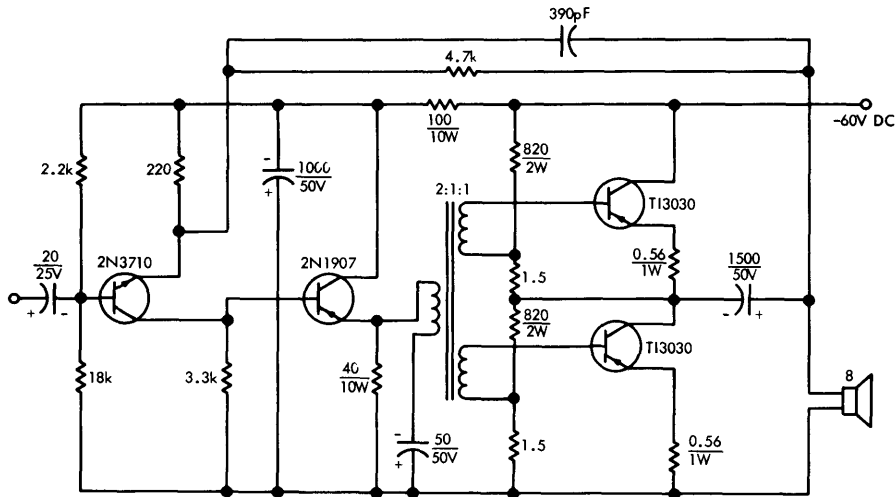 390pF
4.7k
-60V DC
100
10W
2.2k
220
- 1000
+ 50V
820
2W
2:1:1
TI3030
20
25V
+ -
2N3710
2N1907
1.5
0.56
1W
1500
50V
- +
820
2W
TI3030
18k
3.3k
40
10W
8
- 50
+ 50V
1.5
0.56
1W